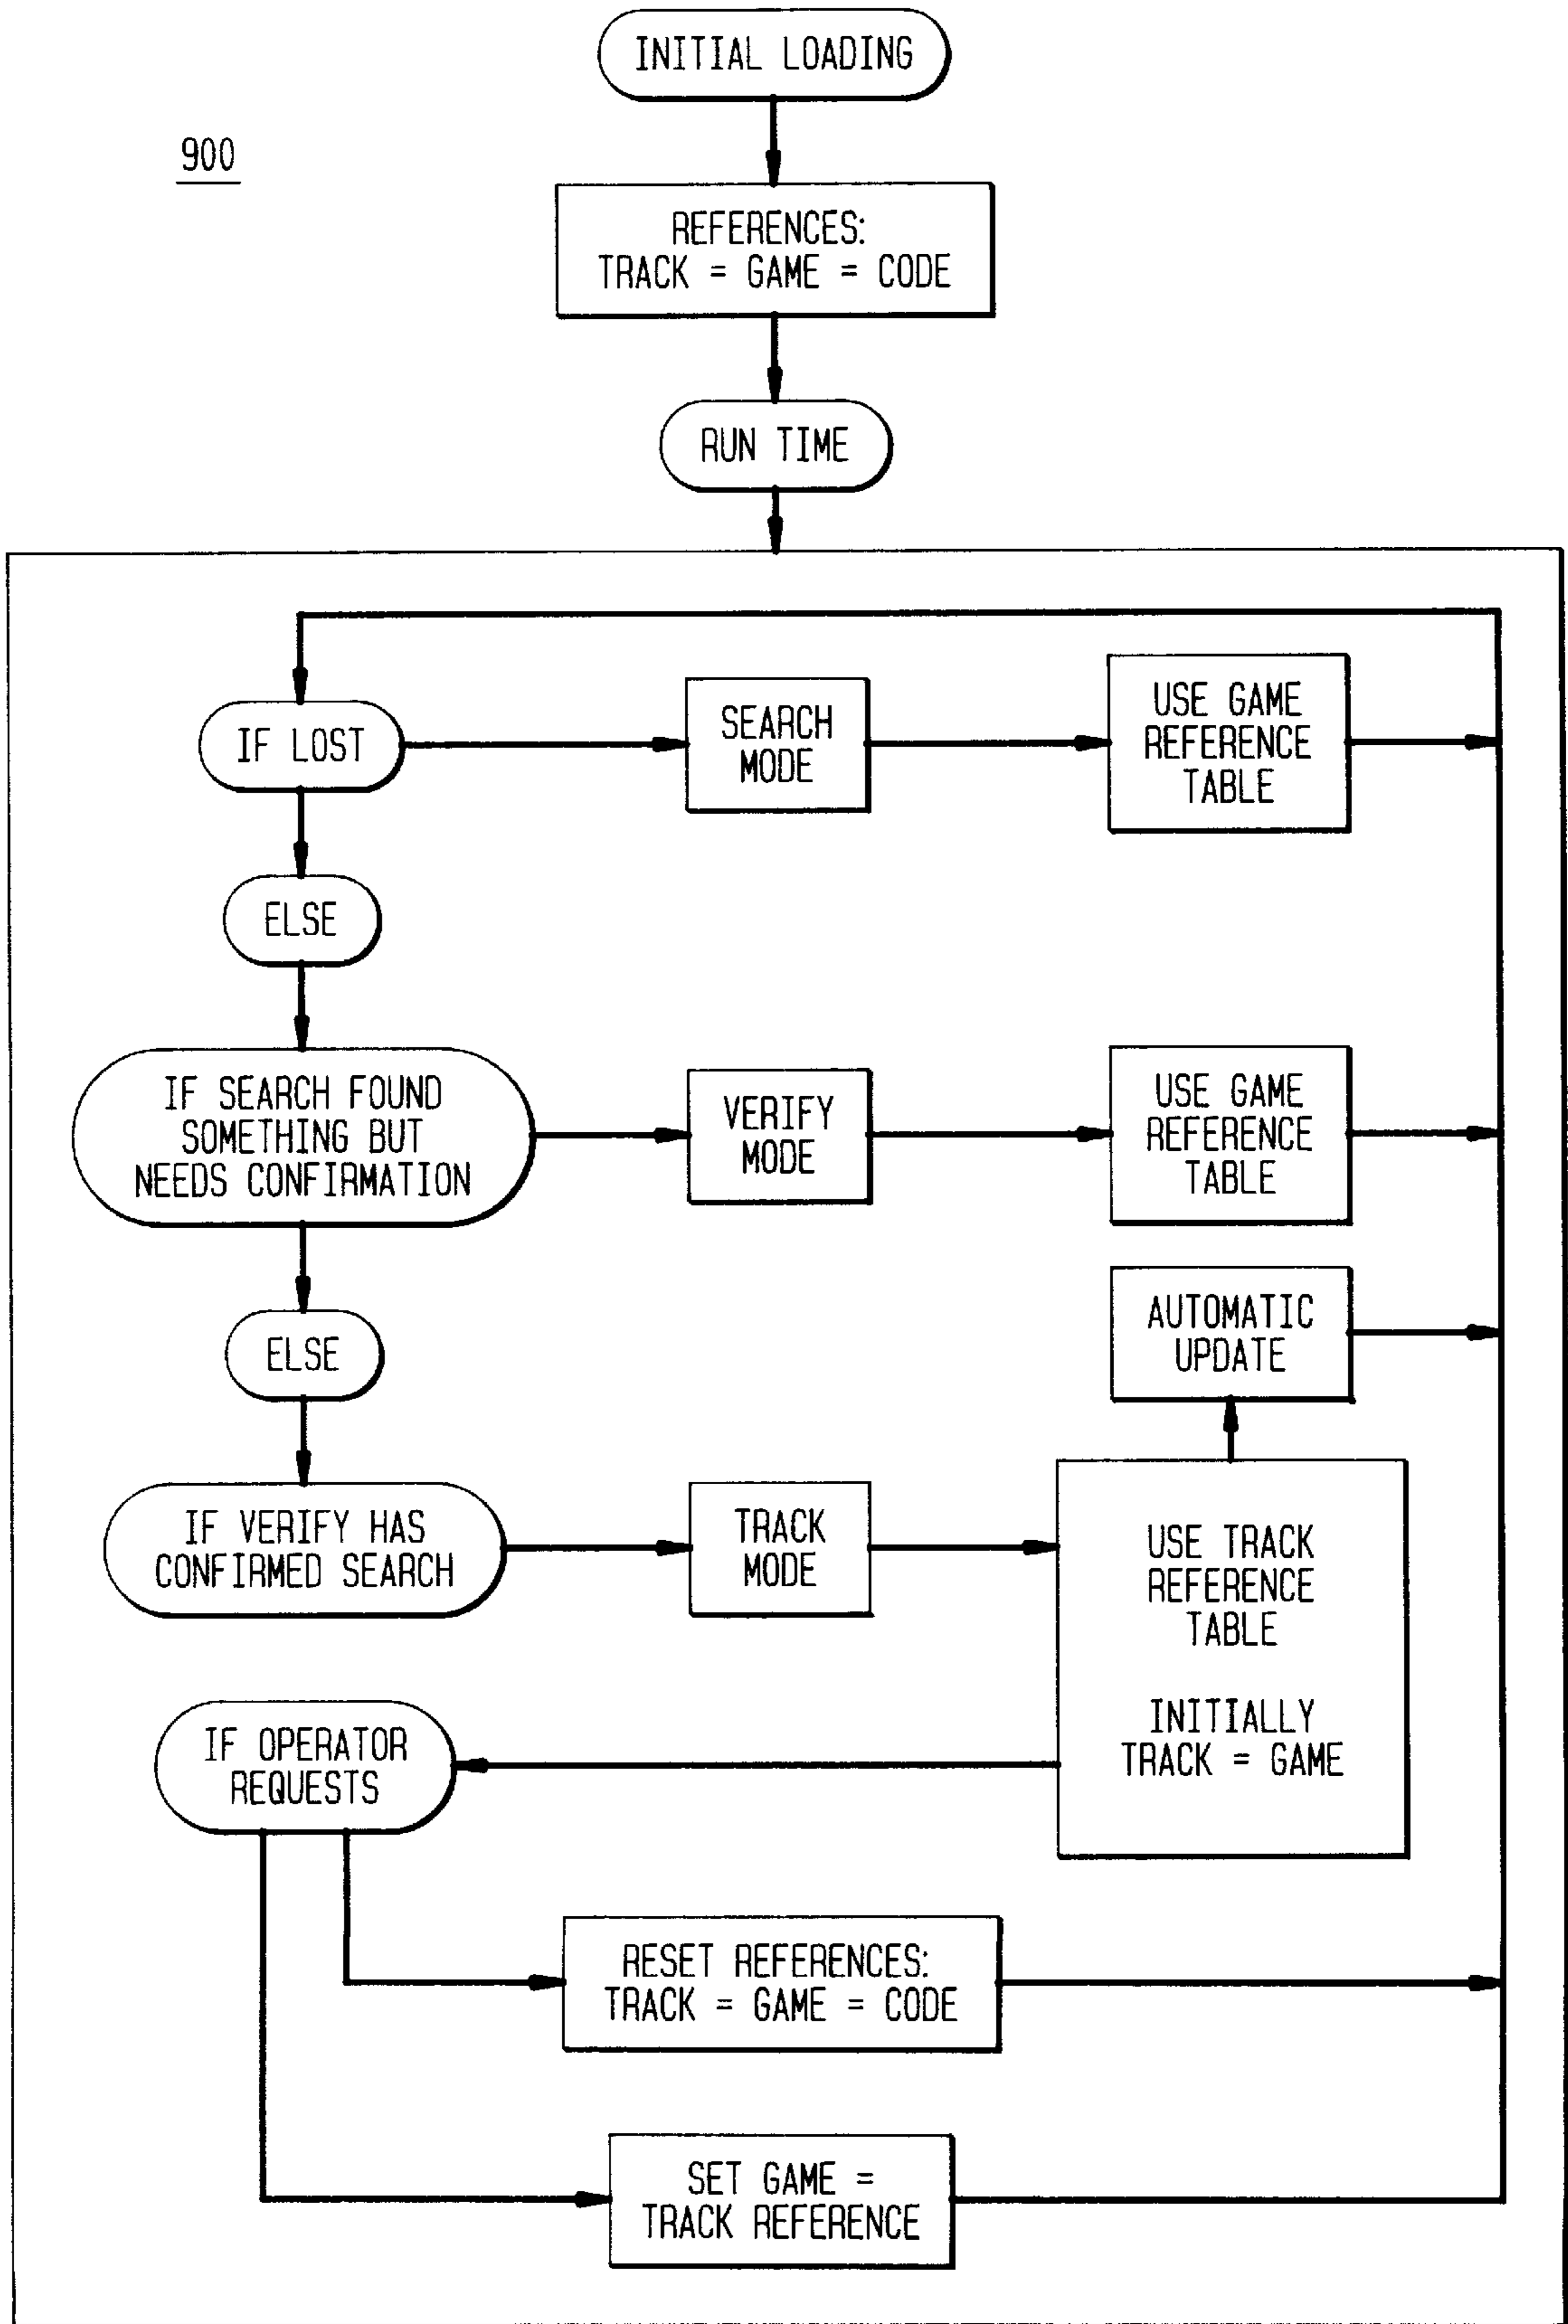 INITIAL LOADING
900
REFERENCES:
TRACK = GAME = CODE
RUN TIME
IF LOST
SEARCH
MODE
USE GAME
REFERENCE
TABLE
ELSE
IF SEARCH FOUND
SOMETHING BUT
NEEDS CONFIRMATION
VERIFY
MODE
USE GAME
REFERENCE
TABLE
AUTOMATIC
UPDATE
ELSE
IF VERIFY HAS
CONFIRMED SEARCH
TRACK
MODE
USE TRACK
REFERENCE
TABLE
INITIALLY
TRACK = GAME
IF OPERATOR
REQUESTS
RESET REFERENCES:
TRACK = GAME = CODE
SET GAME =
TRACK REFERENCE